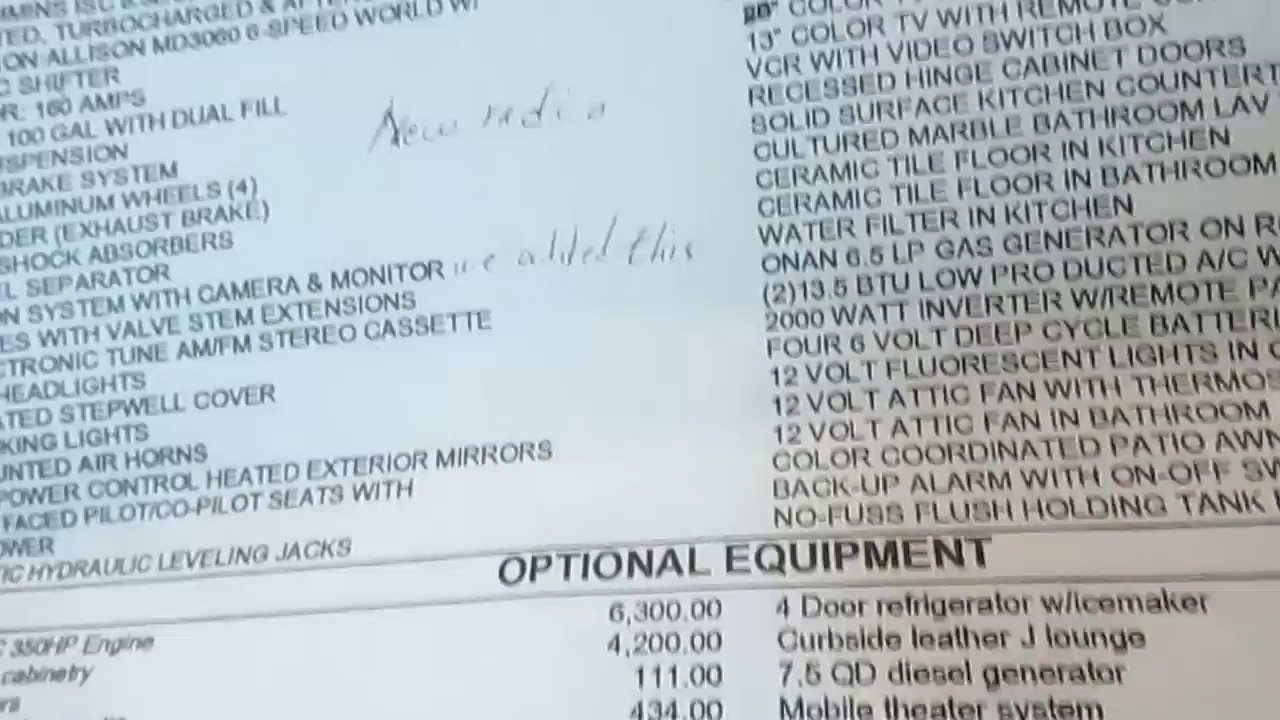 TED, TURBOCHARGED &
ON ALLISON MD3060 6-SPEED WORLD
SHIFTER
R: 160 AMPS
100 GAL WITH DUAL FILL
New radio
BRAKE SYSTEM
ALUMINUM WHEELS (4)
DER (EXHAUST BRAKE)
SHOCK ABSORBERS
SEPARATOR
SYSTEM WITH CAMERA & MONITOR we added this
ES WITH VALVE STEM EXTENSIONS
CTRONIC TUNE AM/FM STEREO CASSETTE
HEADLIGHTS
TED STEPWELL COVER
KING LIGHTS
UNTED AIR HORNS
POWER CONTROL HEATED EXTERIOR MIRRORS
FACED PILOT/CO-PILOT SEATS WITH
OWER
IC HYDRAULIC LEVELING JACKS
20" COLOR
13" COLOR TV WITH REMOTE
VCR WITH VIDEO SWITCH BOX
RECESSED HINGE CABINET DOORS
SOLID SURFACE KITCHEN COUNTERT
CULTURED MARBLE BATHROOM LAV
CERAMIC TILE FLOOR IN KITCHEN
CERAMIC TILE FLOOR IN BATHROOM
WATER FILTER IN KITCHEN
ONAN 6.5 LP GAS GENERATOR ON
(2)13.5 BTU LOW PRO DUCTED A/C W
2000 WATT INVERTER W/REMOTE PA
FOUR 6 VOLT DEEP CYCLE BATTERI
12 VOLT FLUORESCENT LIGHTS IN
12 VOLT ATTIC FAN WITH THERMOS
12 VOLT ATTIC FAN IN BATHROOM
COLOR COORDINATED PATIO AWN
BACK-UP ALARM WITH ON-OFF SW
NO-FUSS FLUSH HOLDING TANK
OPTIONAL EQUIPMENT
6,300.00 4 Door refrigerator w/icemaker
C 350HP Engine 4,200.00 Curbside leather J lounge
cabinetry 111.00 7.5 QD diesel generator
434.00 Mobile theater system